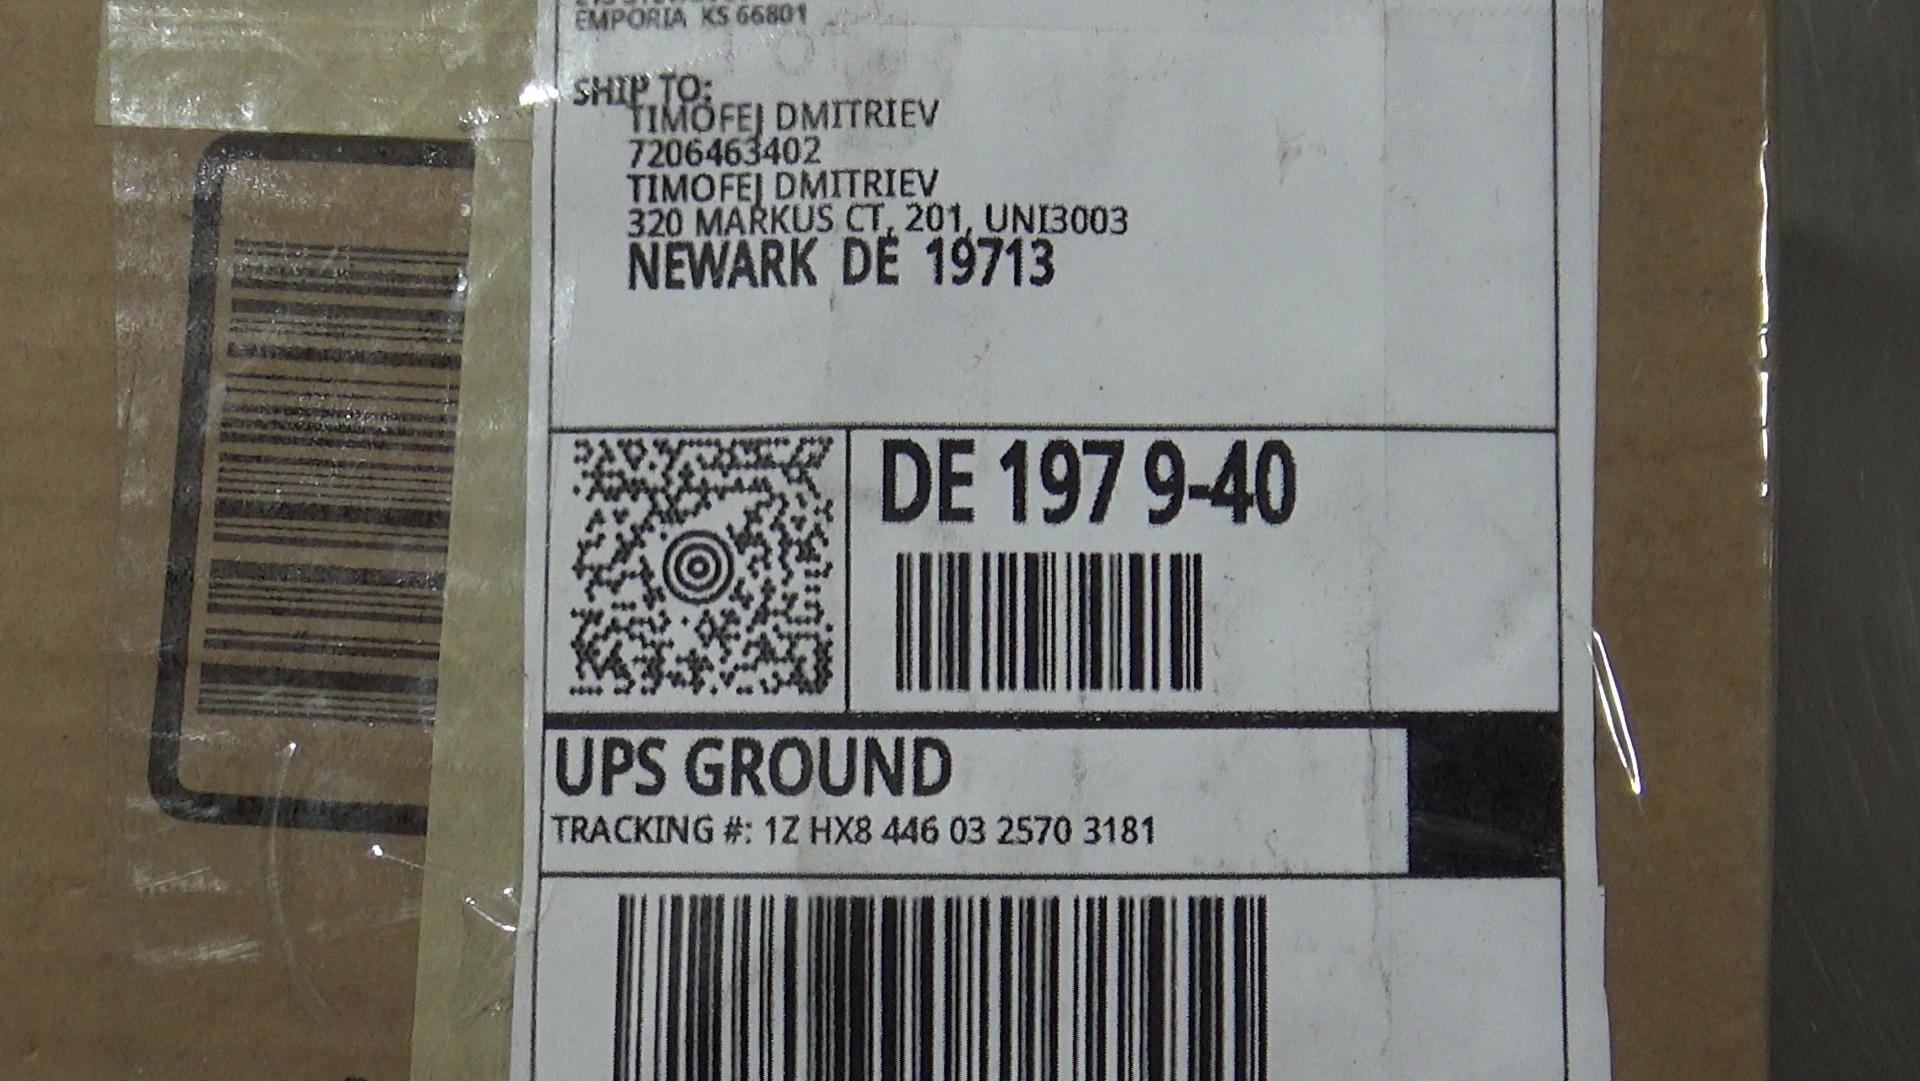 EMPORIA KS 66801
SHIP TO:
TIMOFEJ DMITRIEV
7206463402
TIMOFEJ DMITRIEV
320 MARKUS CT, 201, UNI3003
NEWARK DE 19713
DE 197 9-40
UPS GROUND
TRACKING #: 1Z HX8 446 03 2570 3181